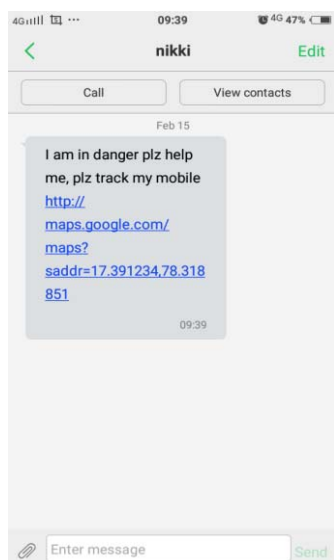 4G 09:39 4G 47%
nikki Edit
Call View contacts
Feb 15
I am in danger plz help
me, plz track my mobile
http://
maps.google.com/
maps?
saddr=17.391234,78.318
851
09:39
Enter message Send